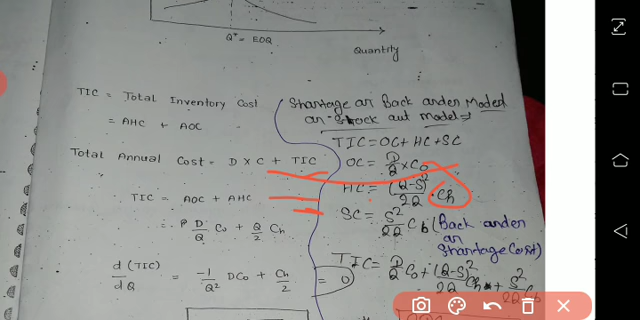 Q* = EOQ
Quantity
TIC = Total Inventory Cost
= AHC + AOC
Total Annual Cost = D × C + TIC
TIC = AOC + AHC
= D/Q Co + Q/2 Ch
d(TIC)/dQ = -1/Q² DCo + Ch/2 = 0
Shortage or Back order Model
or Stock out model
TIC = OC + HC + SC
OC = D/Q × Co
HC = (Q-S)²/2Q · Ch
SC = S²/2Q Cb (Back order
or
Shortage Cost)
TIC = D/Q Co + (Q-S)²/2Q Ch + S²/2Q Cb